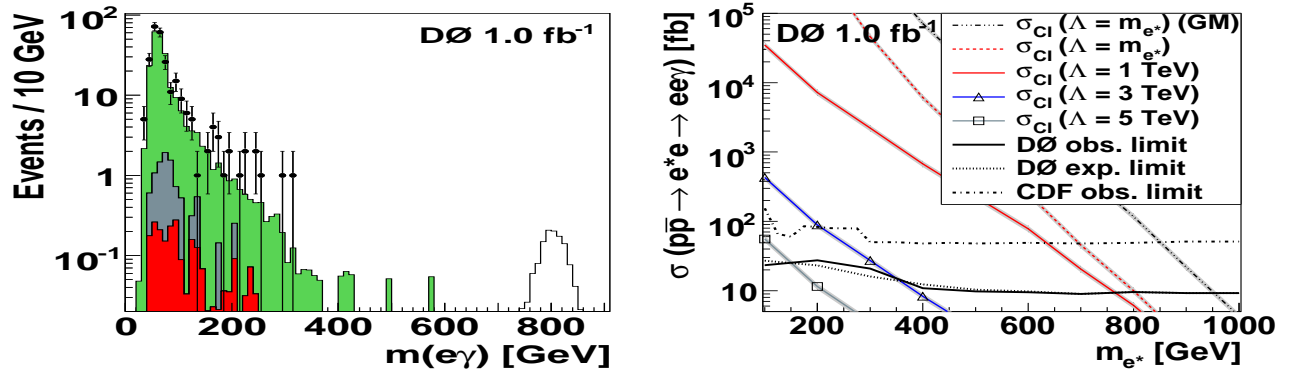 Events / 10 GeV
10²
10
1
10⁻¹
DØ 1.0 fb⁻¹
0 200 400 600 800
m(eγ) [GeV]
σ (pp̅ → e*e → eeγ) [fb]
10⁵
10⁴
10³
10²
10
DØ 1.0 fb⁻¹
σCI (Λ = me*) (GM)
σCI (Λ = me*)
σCI (Λ = 1 TeV)
σCI (Λ = 3 TeV)
σCI (Λ = 5 TeV)
DØ obs. limit
DØ exp. limit
CDF obs. limit
200 400 600 800 1000
me* [GeV]